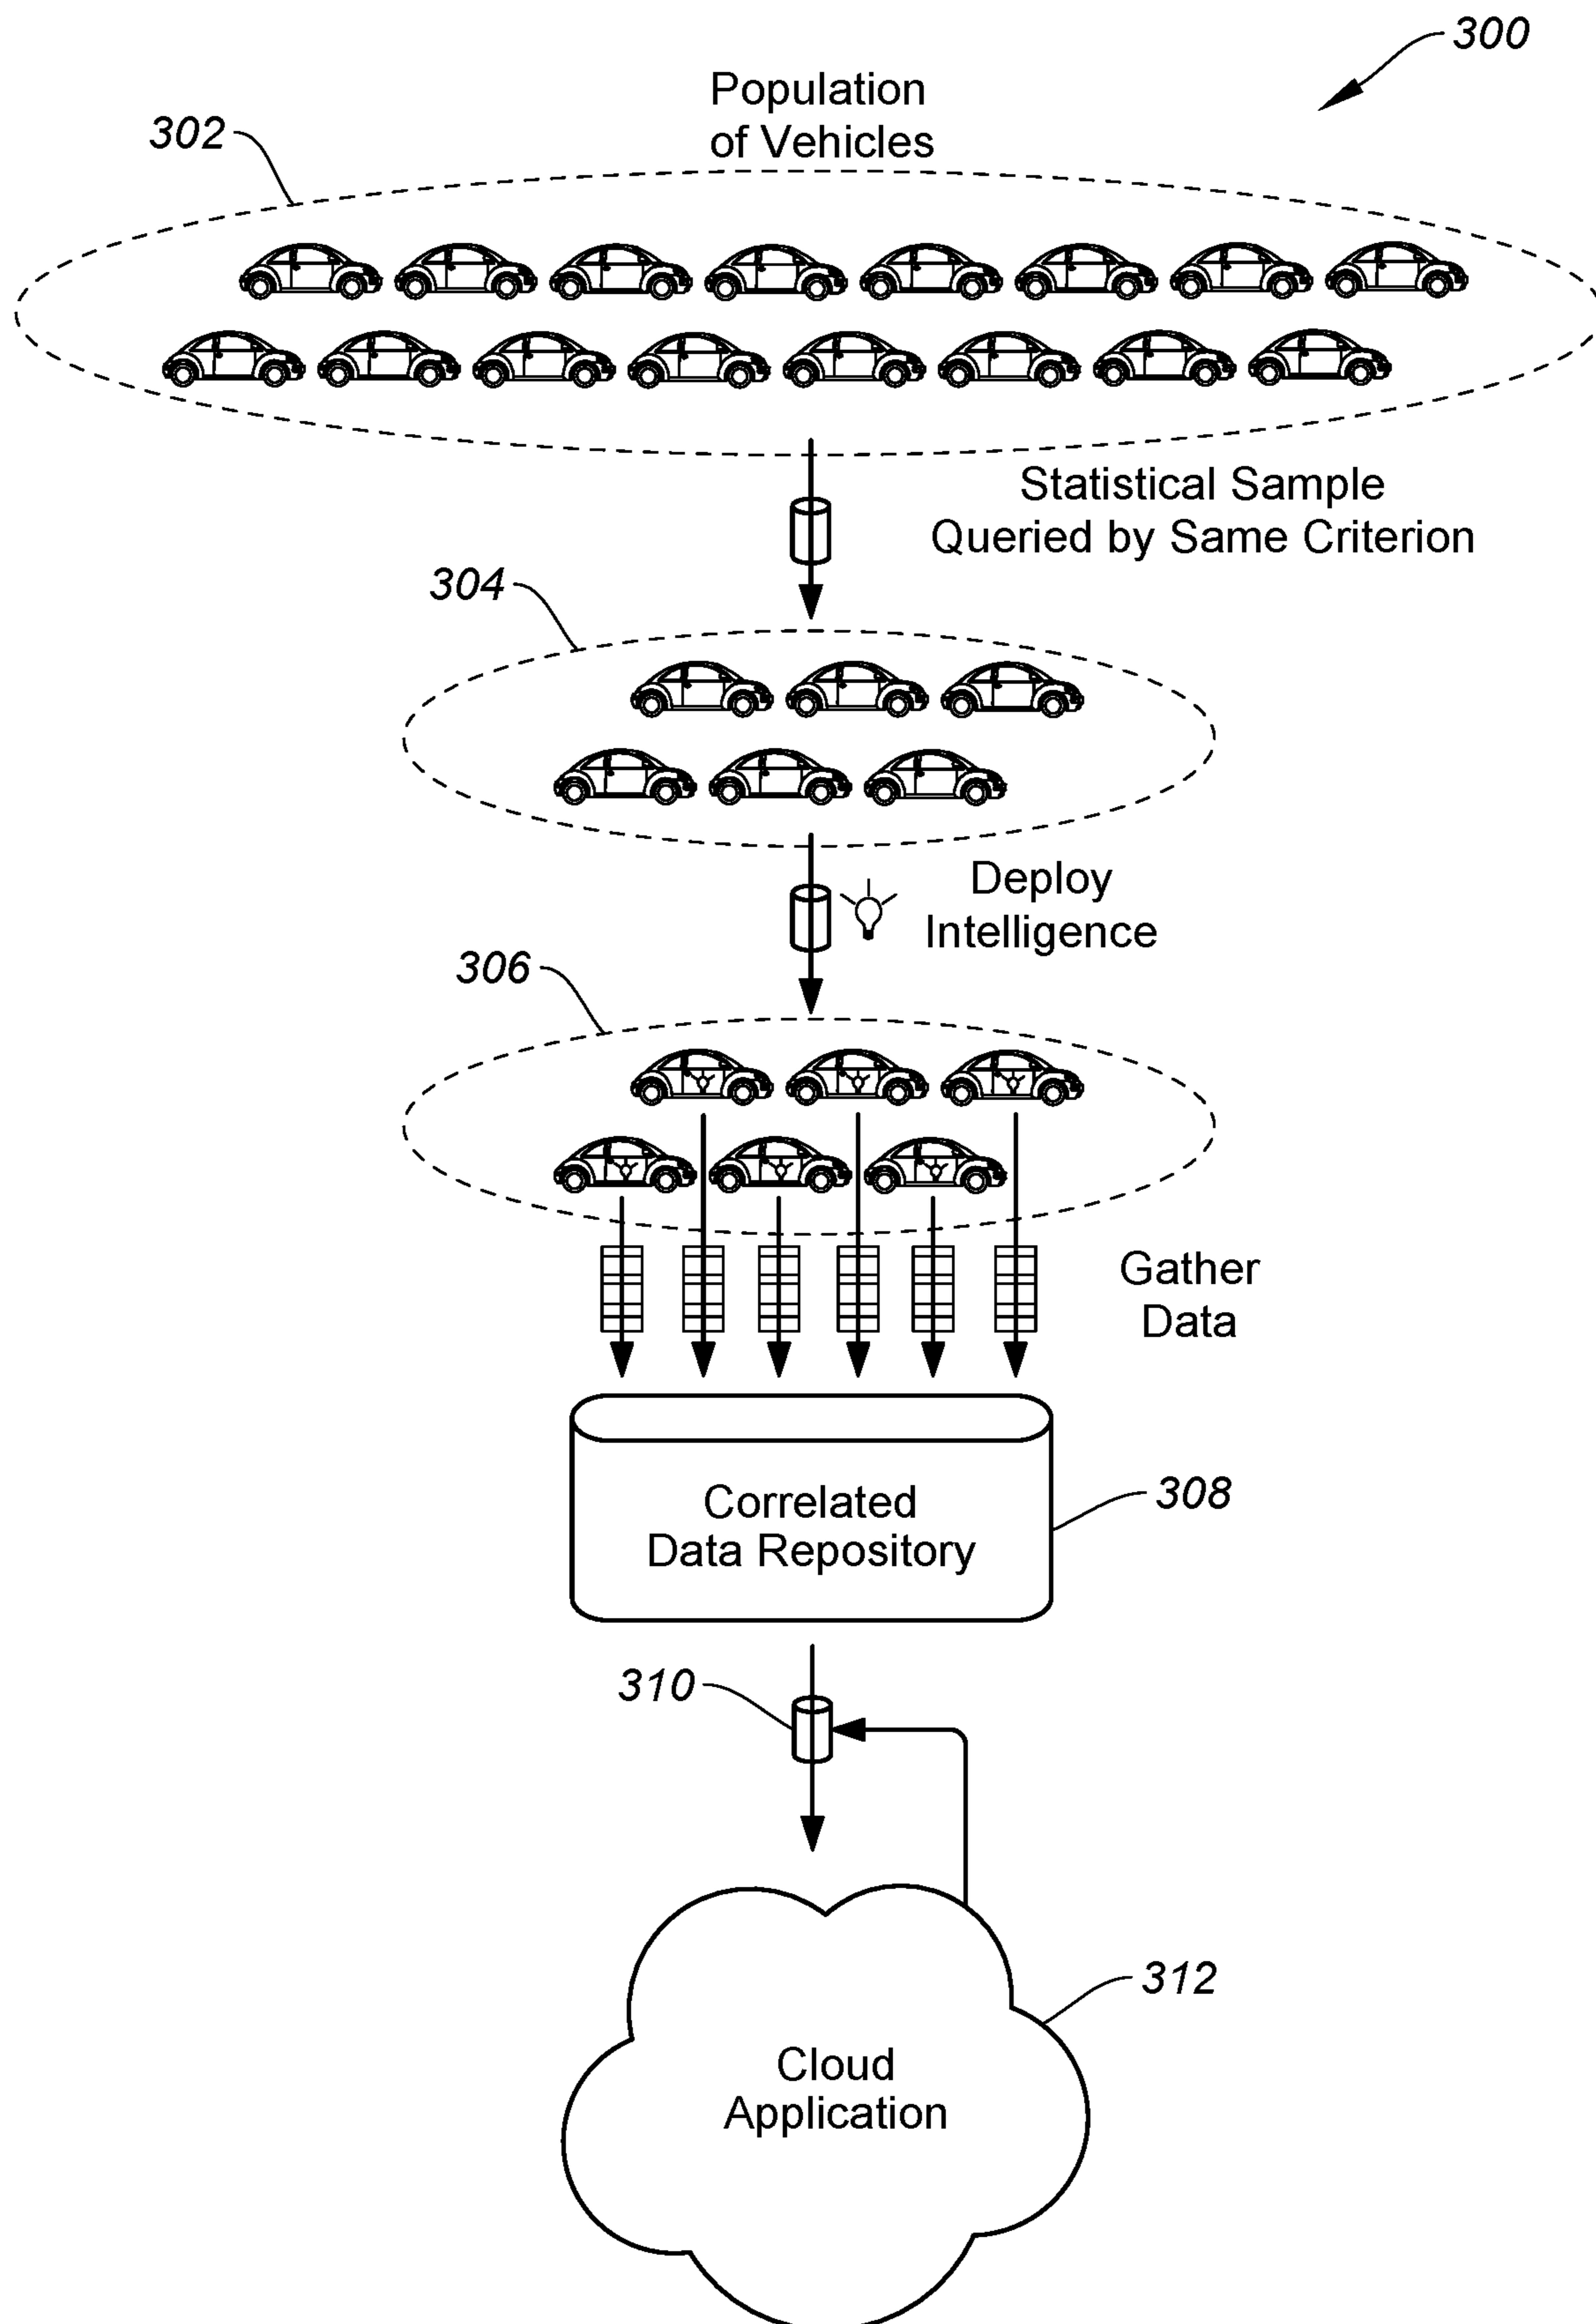 300
Population
of Vehicles
302
Statistical Sample
Queried by Same Criterion
304
Deploy
Intelligence
306
Gather
Data
Correlated
Data Repository
308
310
312
Cloud
Application